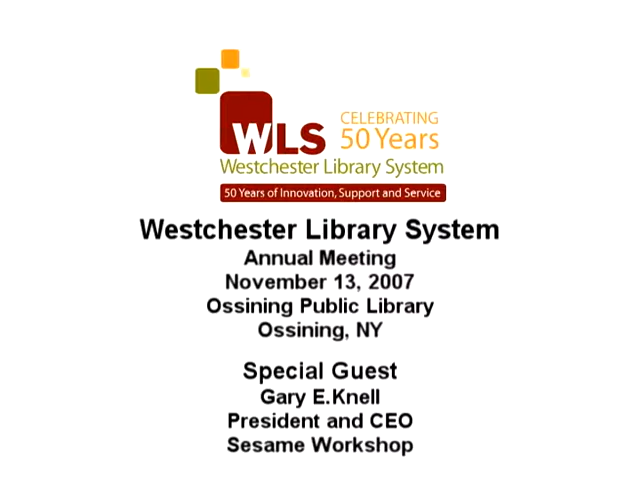 WLS
CELEBRATING
50 Years
Westchester Library System
50 Years of Innovation, Support and Service
Westchester Library System
Annual Meeting
November 13, 2007
Ossining Public Library
Ossining, NY
Special Guest
Gary E.Knell
President and CEO
Sesame Workshop